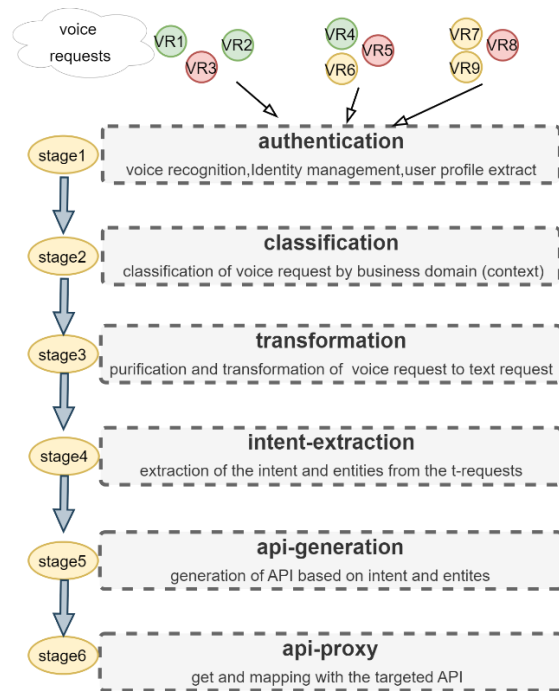 voice
requests
VR1
VR2
VR3
VR4
VR5
VR6
VR7
VR8
VR9
stage1
authentication
voice recognition,Identity management,user profile extract
stage2
classification
classification of voice request by business domain (context)
stage3
transformation
purification and transformation of voice request to text request
stage4
intent-extraction
extraction of the intent and entities from the t-requests
stage5
api-generation
generation of API based on intent and entites
stage6
api-proxy
get and mapping with the targeted API